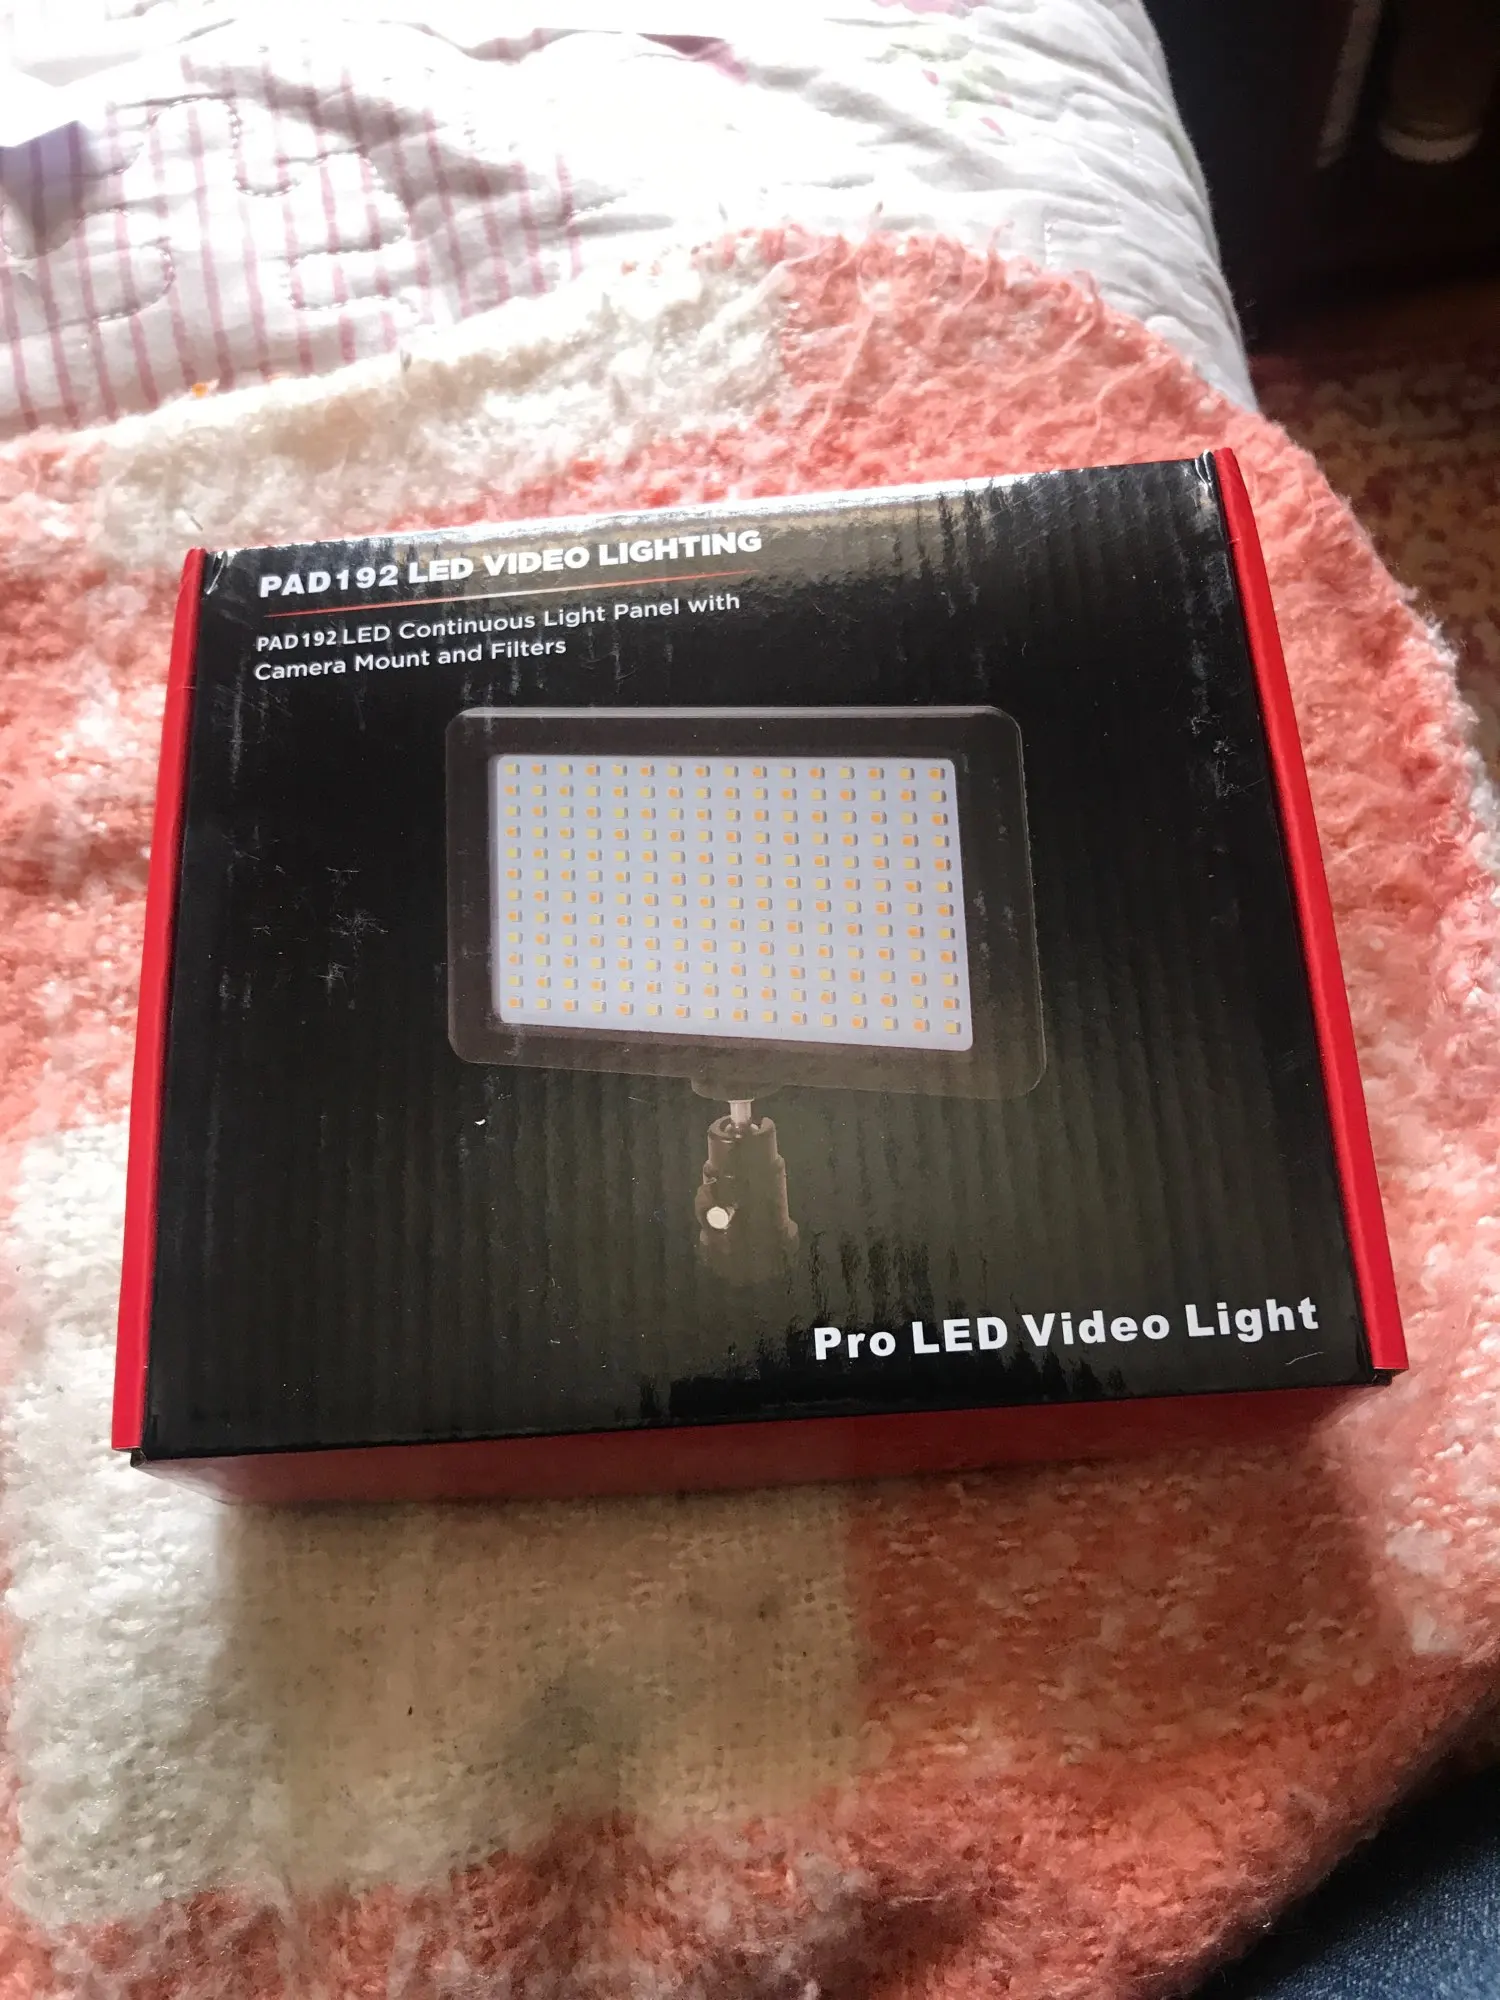 PAD192 LED VIDEO LIGHTING
PAD192 LED Continuous Light Panel with
Camera Mount and Filters
Pro LED Video Light